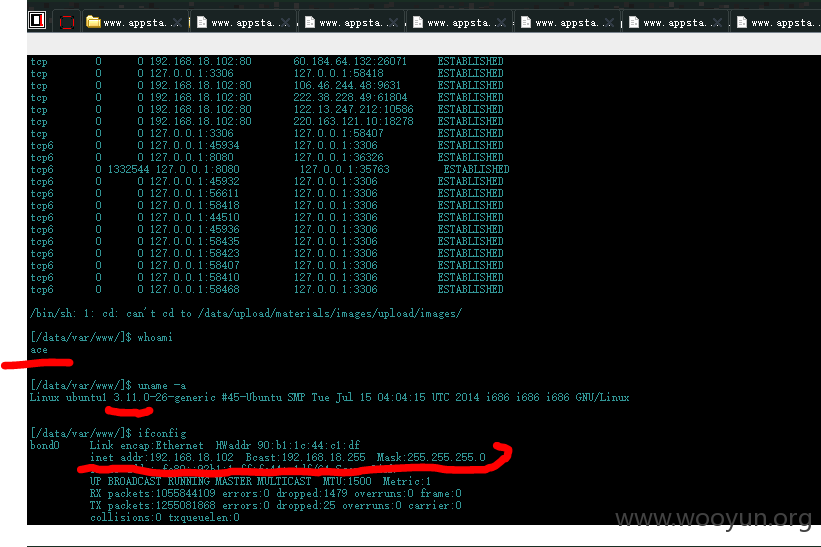 www.appsta... www.appsta... www.appsta... www.appsta... www.appsta... www.appsta... www.appsta...
tcp 0 0 192.168.18.102:80 60.184.64.132:26071 ESTABLISHED
tcp 0 0 127.0.0.1:3306 127.0.0.1:58418 ESTABLISHED
tcp 0 0 192.168.18.102:80 106.46.244.48:9631 ESTABLISHED
tcp 0 0 192.168.18.102:80 222.38.228.49:61804 ESTABLISHED
tcp 0 0 192.168.18.102:80 122.13.247.212:10586 ESTABLISHED
tcp 0 0 192.168.18.102:80 220.163.121.10:18278 ESTABLISHED
tcp 0 0 127.0.0.1:3306 127.0.0.1:58407 ESTABLISHED
tcp6 0 0 127.0.0.1:45934 127.0.0.1:3306 ESTABLISHED
tcp6 0 0 127.0.0.1:8080 127.0.0.1:36326 ESTABLISHED
tcp6 0 1332544 127.0.0.1:8080 127.0.0.1:35763 ESTABLISHED
tcp6 0 0 127.0.0.1:45932 127.0.0.1:3306 ESTABLISHED
tcp6 0 0 127.0.0.1:56611 127.0.0.1:3306 ESTABLISHED
tcp6 0 0 127.0.0.1:58418 127.0.0.1:3306 ESTABLISHED
tcp6 0 0 127.0.0.1:44510 127.0.0.1:3306 ESTABLISHED
tcp6 0 0 127.0.0.1:45936 127.0.0.1:3306 ESTABLISHED
tcp6 0 0 127.0.0.1:58435 127.0.0.1:3306 ESTABLISHED
tcp6 0 0 127.0.0.1:58423 127.0.0.1:3306 ESTABLISHED
tcp6 0 0 127.0.0.1:58407 127.0.0.1:3306 ESTABLISHED
tcp6 0 0 127.0.0.1:58410 127.0.0.1:3306 ESTABLISHED
tcp6 0 0 127.0.0.1:58468 127.0.0.1:3306 ESTABLISHED
/bin/sh: 1: cd: can't cd to /data/upload/materials/images/upload/images/
[/data/var/www/]$ whoami
ace
[/data/var/www/]$ uname -a
Linux ubuntu1 3.11.0-26-generic #45-Ubuntu SMP Tue Jul 15 04:04:15 UTC 2014 i686 i686 i686 GNU/Linux
[/data/var/www/]$ ifconfig
bond0 Link encap:Ethernet HWaddr 90:b1:1c:44:c1:df
inet addr:192.168.18.102 Bcast:192.168.18.255 Mask:255.255.255.0
UP BROADCAST RUNNING MASTER MULTICAST MTU:1500 Metric:1
RX packets:1055844109 errors:0 dropped:1479 overruns:0 frame:0
TX packets:1255081868 errors:0 dropped:25 overruns:0 carrier:0
collisions:0 txqueuelen:0
www.wooyun.org